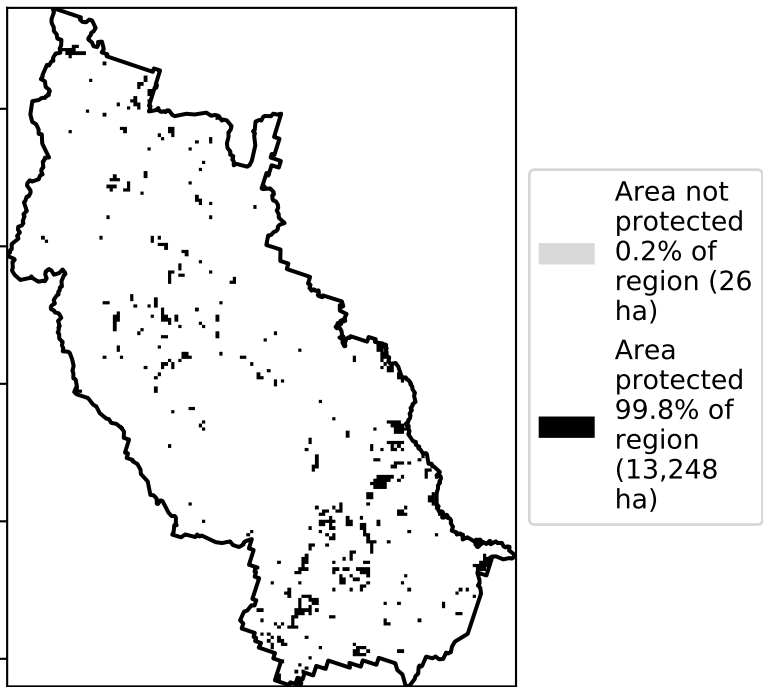 Area not
protected
0.2% of
region (26
ha)
Area
protected
99.8% of
region
(13,248
ha)